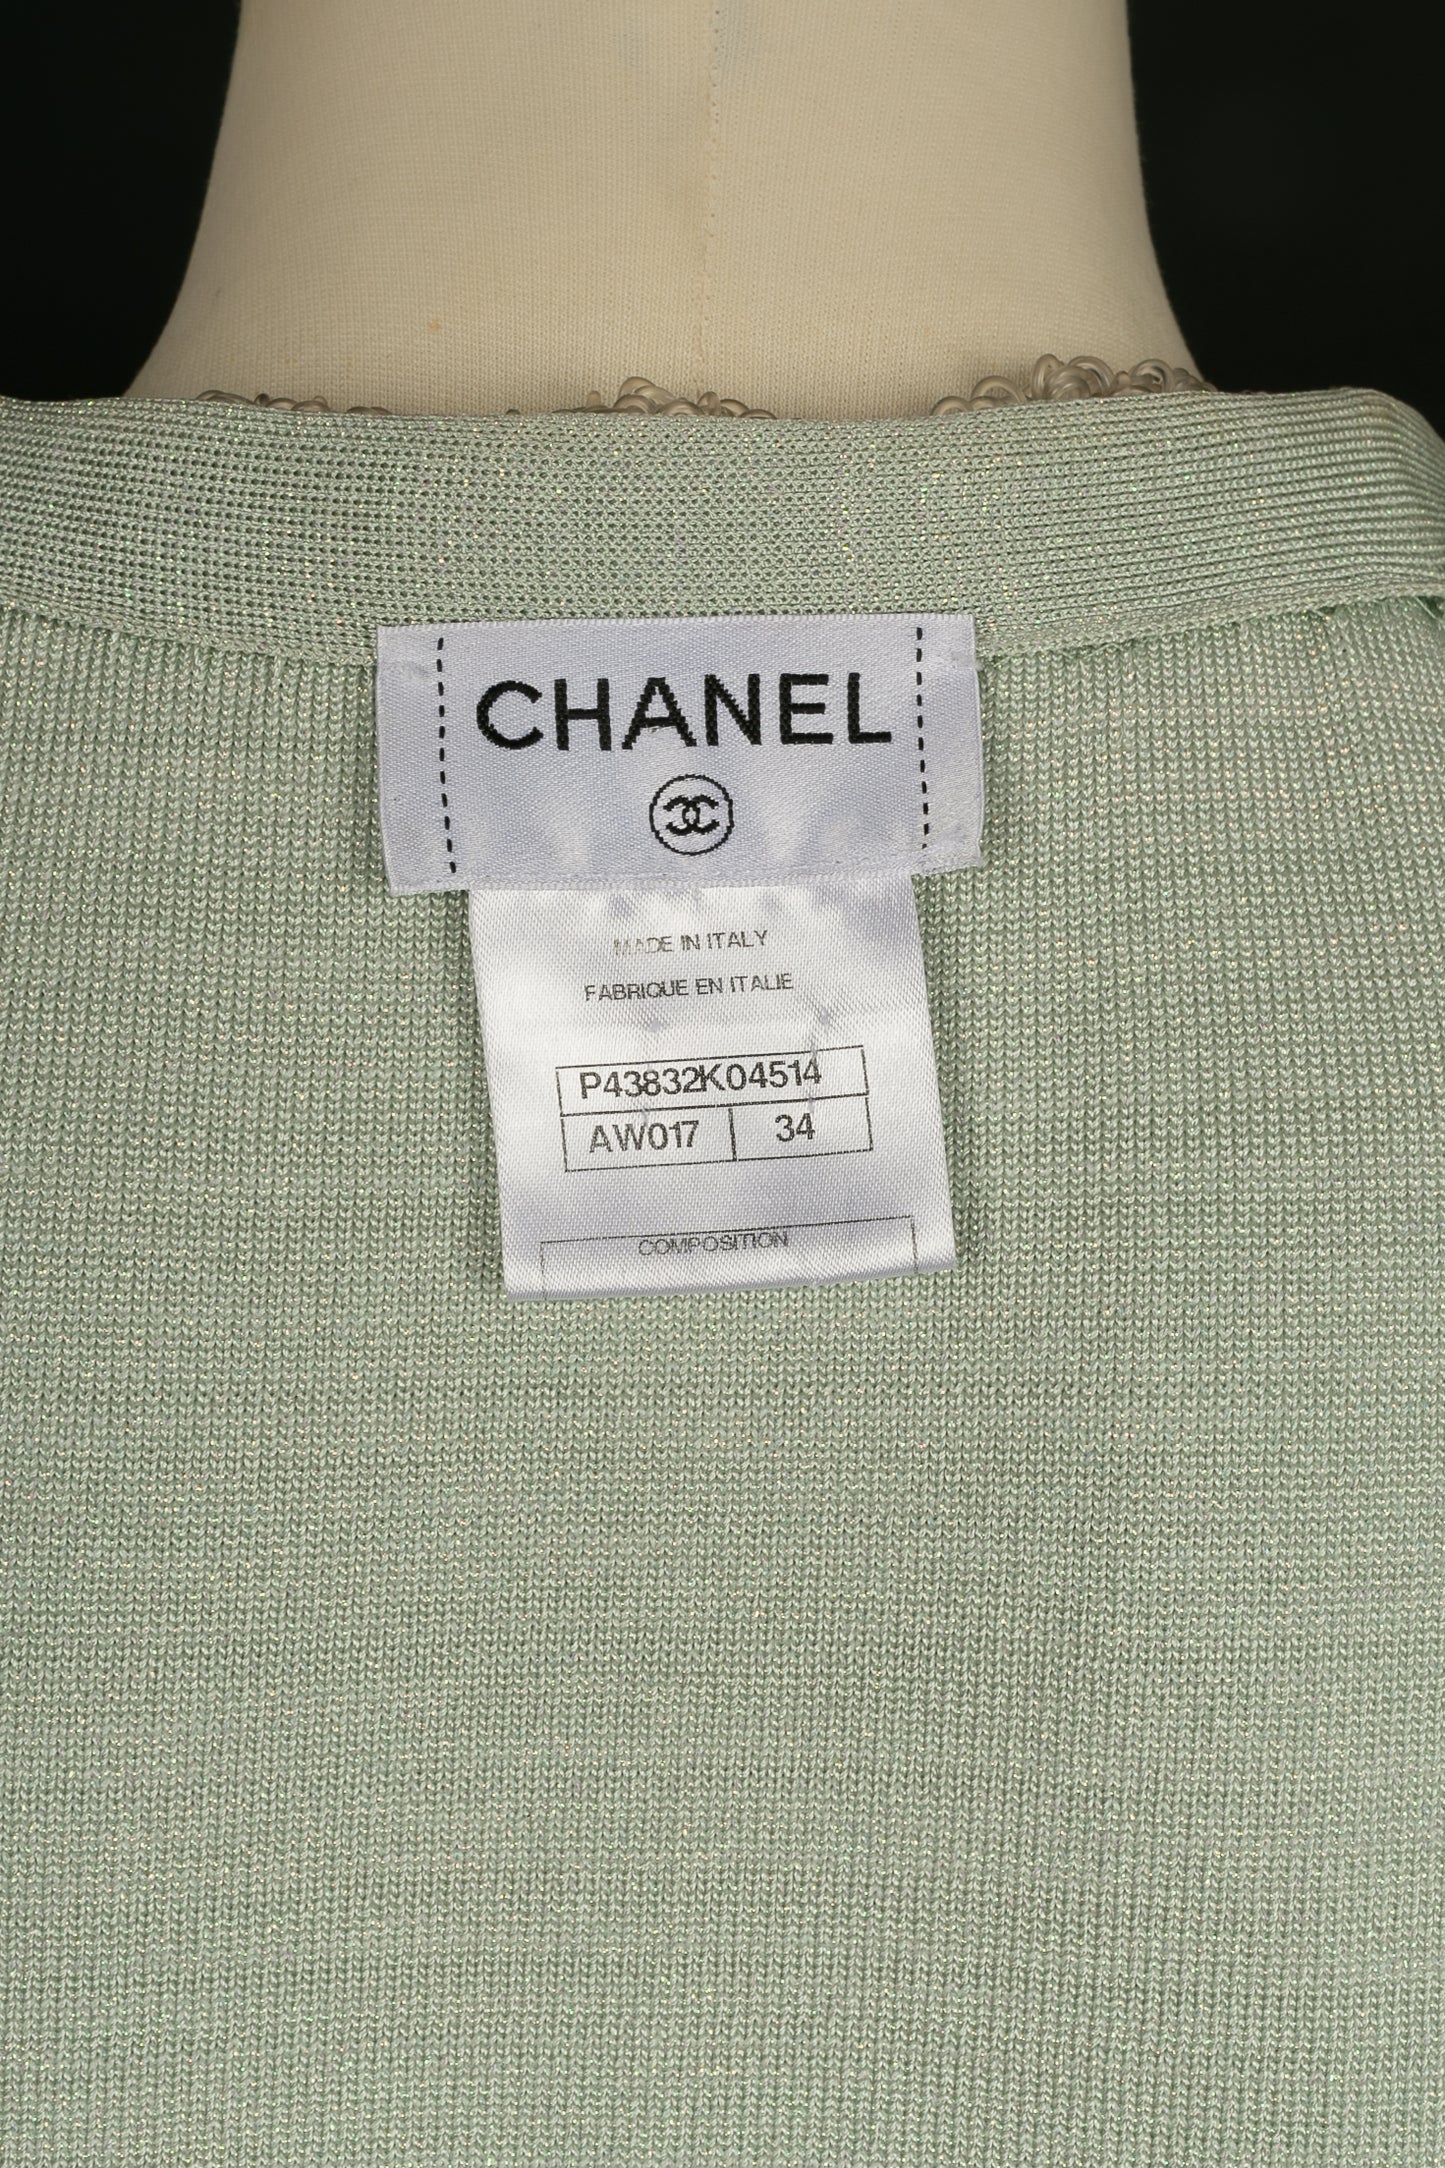 CHANEL
MADE IN ITALY
FABRIQUE EN ITALIE
P43832K04514
AW017 34
COMPOSITION